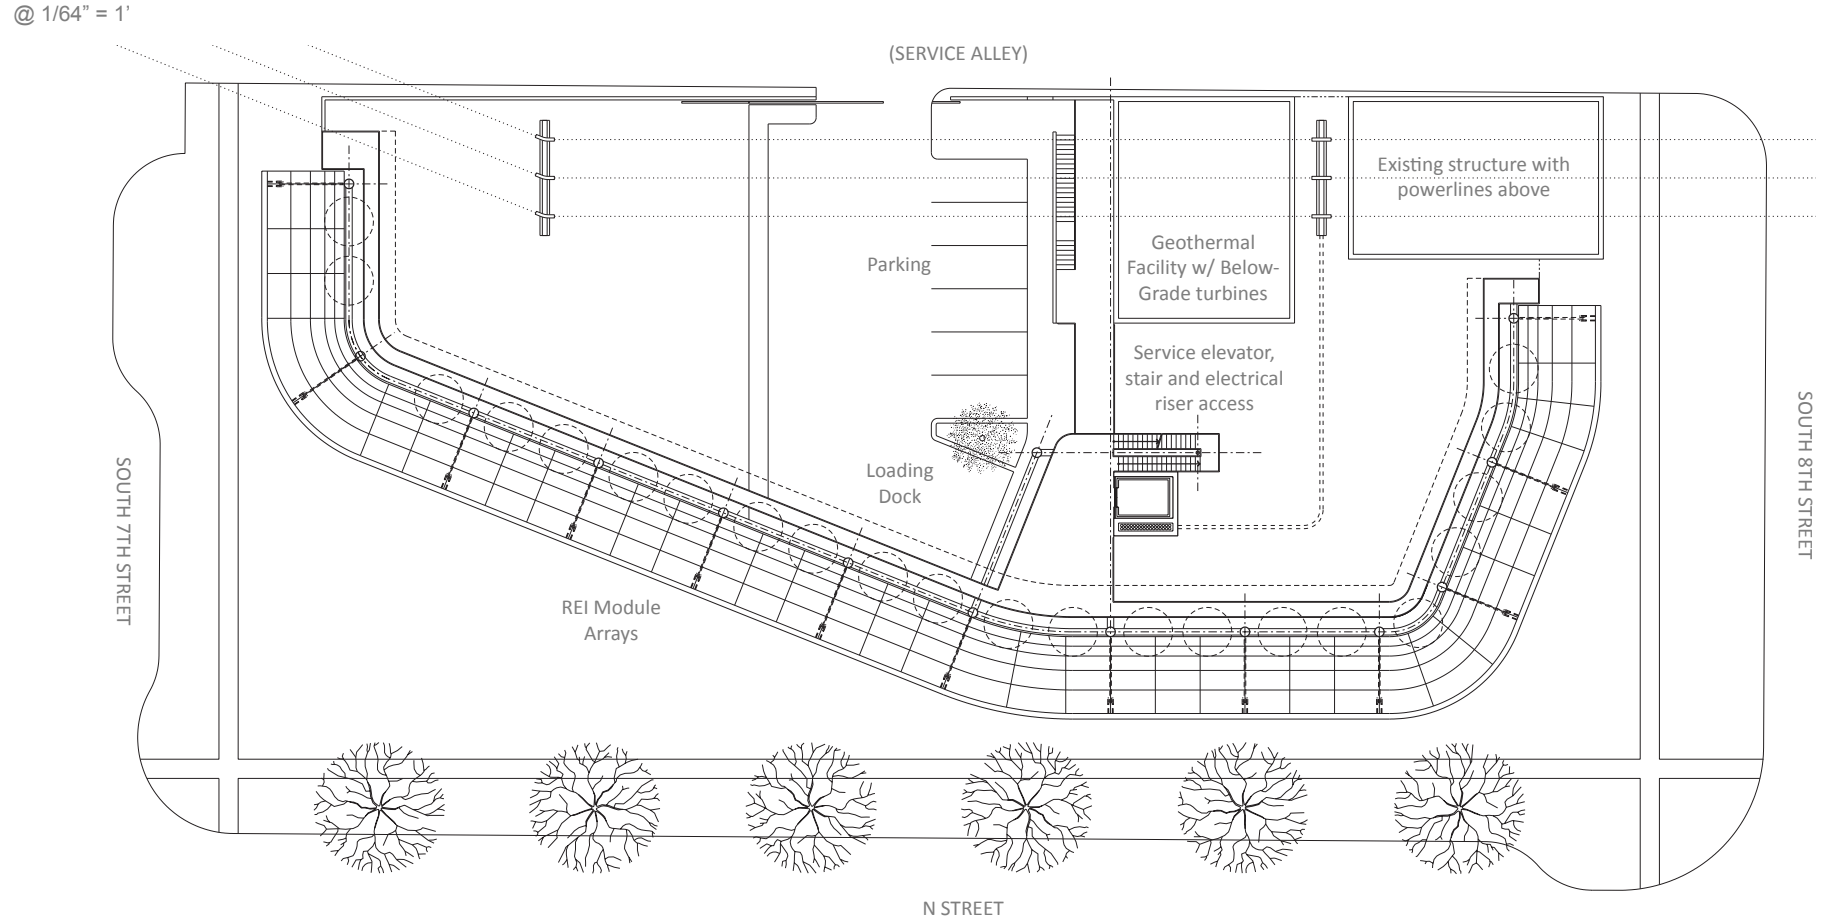 @ 1/64” = 1’
(SERVICE ALLEY)
Existing structure with
powerlines above
Geothermal
Facility w/ Below-
Grade turbines
Parking
Service elevator,
stair and electrical
riser access
Loading
Dock
SOUTH 7TH STREET
SOUTH 8TH STREET
REI Module
Arrays
N STREET